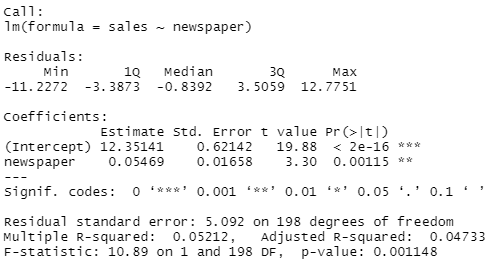 Call:
lm(formula = sales ~ newspaper)
Residuals:
Min 1Q Median 3Q Max
-11.2272 -3.3873 -0.8392 3.5059 12.7751
Coefficients:
Estimate Std. Error t value Pr(>|t|)
(Intercept) 12.35141 0.62142 19.88 < 2e-16 ***
newspaper 0.05469 0.01658 3.30 0.00115 **
---
Signif. codes: 0 ‘***’ 0.001 ‘**’ 0.01 ‘*’ 0.05 ‘.’ 0.1 ‘ ’
Residual standard error: 5.092 on 198 degrees of freedom
Multiple R-squared: 0.05212, Adjusted R-squared: 0.04733
F-statistic: 10.89 on 1 and 198 DF, p-value: 0.001148